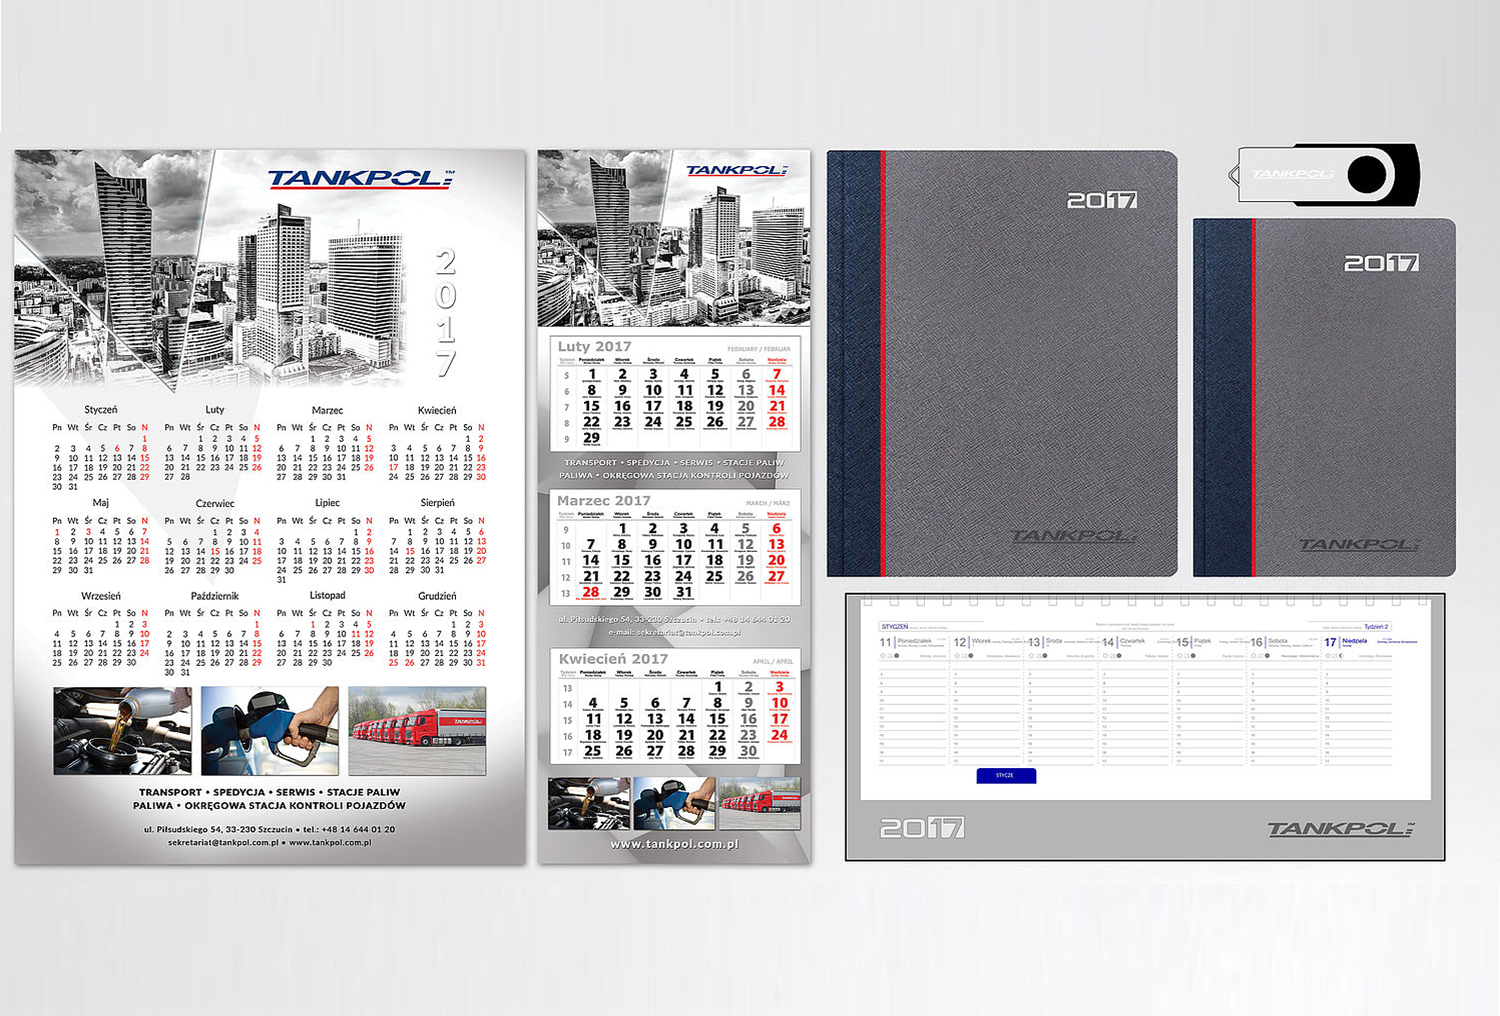 TANKPOL™
2017
Styczeń Luty Marzec Kwiecień
Pn Wt Śr Cz Pt So N Pn Wt Śr Cz Pt So N Pn Wt Śr Cz Pt So N Pn Wt Śr Cz Pt So N
1 1 2 3 4 5 1 2 3 4 5 1 2
2 3 4 5 6 7 8 6 7 8 9 10 11 12 6 7 8 9 10 11 12 3 4 5 6 7 8 9
9 10 11 12 13 14 15 13 14 15 16 17 18 19 13 14 15 16 17 18 19 10 11 12 13 14 15 16
16 17 18 19 20 21 22 20 21 22 23 24 25 26 20 21 22 23 24 25 26 17 18 19 20 21 22 23
23 24 25 26 27 28 29 27 28 27 28 29 30 31 24 25 26 27 28 29 30
30 31
Maj Czerwiec Lipiec Sierpień
Pn Wt Śr Cz Pt So N Pn Wt Śr Cz Pt So N Pn Wt Śr Cz Pt So N Pn Wt Śr Cz Pt So N
1 2 3 4 5 6 7 1 2 3 4 1 2 1 2 3 4 5 6
8 9 10 11 12 13 14 5 6 7 8 9 10 11 3 4 5 6 7 8 9 7 8 9 10 11 12 13
15 16 17 18 19 20 21 12 13 14 15 16 17 18 10 11 12 13 14 15 16 14 15 16 17 18 19 20
22 23 24 25 26 27 28 19 20 21 22 23 24 25 17 18 19 20 21 22 23 21 22 23 24 25 26 27
29 30 31 26 27 28 29 30 24 25 26 27 28 29 30 28 29 30 31
31
Wrzesień Październik Listopad Grudzień
Pn Wt Śr Cz Pt So N Pn Wt Śr Cz Pt So N Pn Wt Śr Cz Pt So N Pn Wt Śr Cz Pt So N
1 2 3 1 1 2 3 4 5 1 2 3
4 5 6 7 8 9 10 2 3 4 5 6 7 8 6 7 8 9 10 11 12 4 5 6 7 8 9 10
11 12 13 14 15 16 17 9 10 11 12 13 14 15 13 14 15 16 17 18 19 11 12 13 14 15 16 17
18 19 20 21 22 23 24 16 17 18 19 20 21 22 20 21 22 23 24 25 26 18 19 20 21 22 23 24
25 26 27 28 29 30 23 24 25 26 27 28 29 27 28 29 30 25 26 27 28 29 30 31
30 31
TANKPOL
TRANSPORT • SPEDYCJA • SERWIS • STACJE PALIW
PALIWA • OKRĘGOWA STACJA KONTROLI POJAZDÓW
ul. Piłsudskiego 54, 33-230 Szczucin • tel.: +48 14 644 01 20
sekretariat@tankpol.com.pl • www.tankpol.com.pl
TANKPOL
Luty 2017 FEBRUARY / FEBRUAR
Tydzień Poniedziałek Wtorek Środa Czwartek Piątek Sobota Niedziela
5 1 2 3 4 5 6 7
6 8 9 10 11 12 13 14
7 15 16 17 18 19 20 21
8 22 23 24 25 26 27 28
9 29
TRANSPORT • SPEDYCJA • SERWIS • STACJE PALIW
PALIWA • OKRĘGOWA STACJA KONTROLI POJAZDÓW
Marzec 2017 MARCH / MÄRZ
Tydzień Poniedziałek Wtorek Środa Czwartek Piątek Sobota Niedziela
9 1 2 3 4 5 6
10 7 8 9 10 11 12 13
11 14 15 16 17 18 19 20
12 21 22 23 24 25 26 27
13 28 29 30 31
ul. Piłsudskiego 54, 33-230 Szczucin • tel.: +48 14 644 01 20
e-mail: sekretariat@tankpol.com.pl
Kwiecień 2017 APRIL / APRIL
Tydzień Poniedziałek Wtorek Środa Czwartek Piątek Sobota Niedziela
13 1 2 3
14 4 5 6 7 8 9 10
15 11 12 13 14 15 16 17
16 18 19 20 21 22 23 24
17 25 26 27 28 29 30
www.tankpol.com.pl
2017
TANKPOL
TANKPOL
2017
TANKPOL
STYCZEŃ Tydzień 2
11 Poniedziałek 12 Wtorek 13 Środa 14 Czwartek 15 Piątek 16 Sobota 17 Niedziela
STYCZE
2017
TANKPOL™